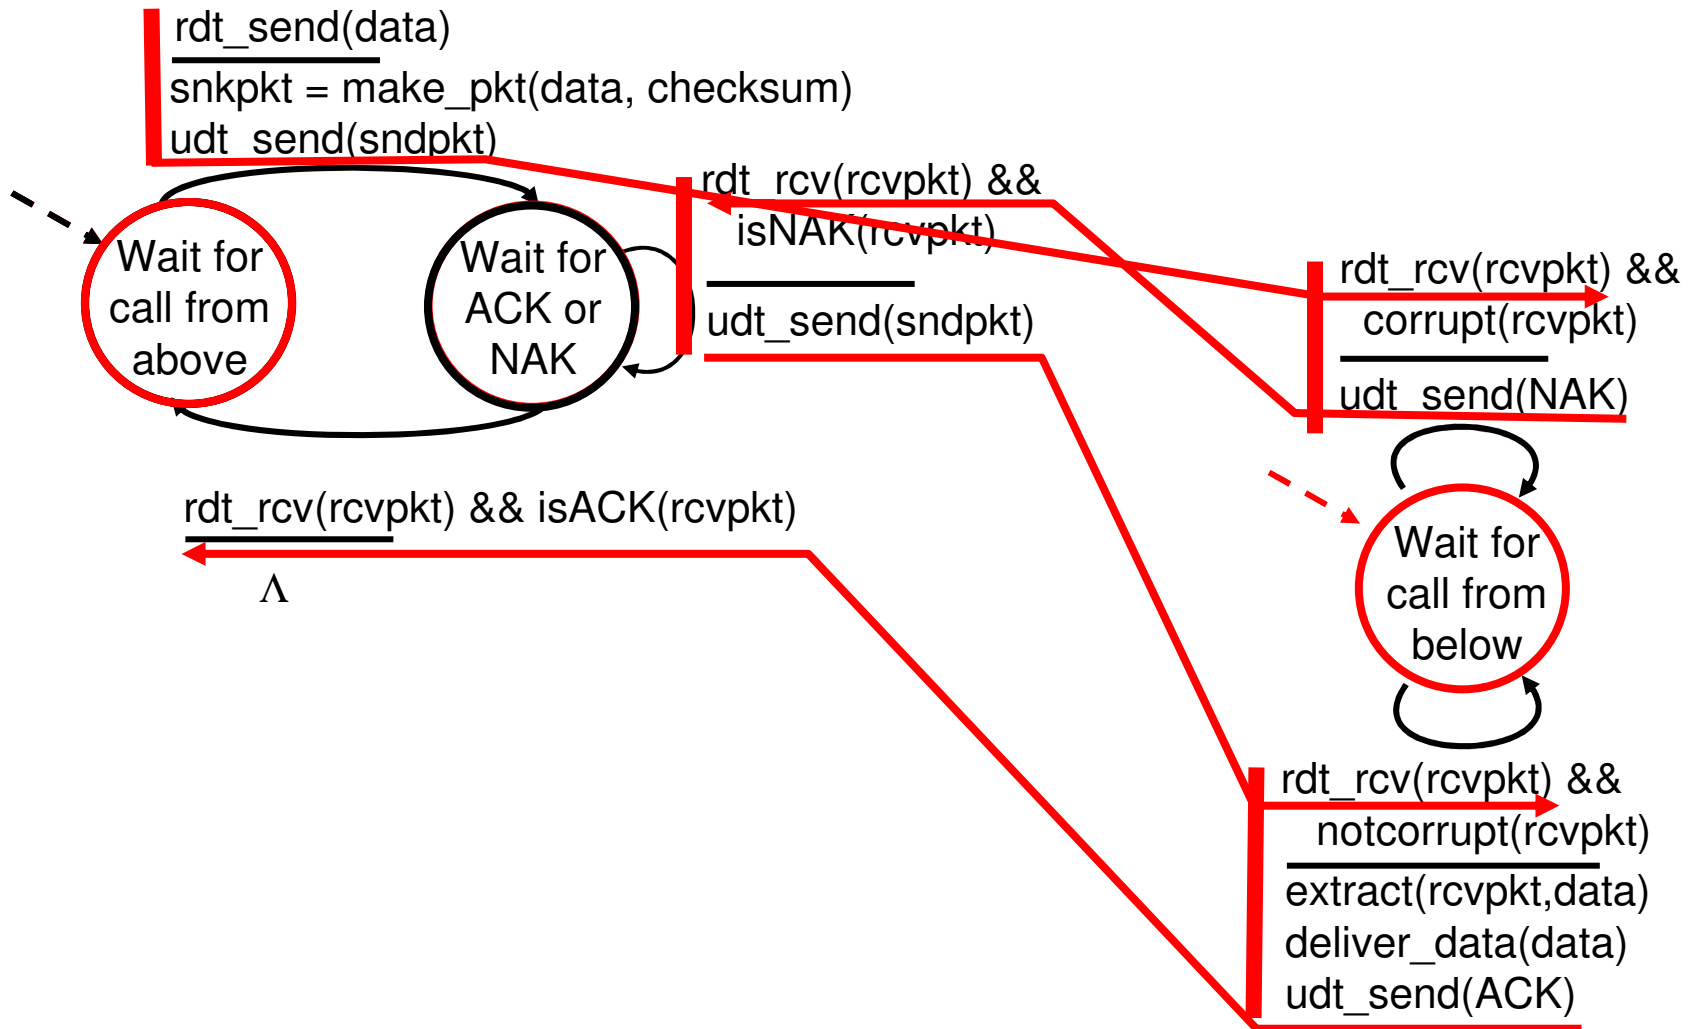 rdt_send(data)
snkpkt = make_pkt(data, checksum)
udt_send(sndpkt)
Wait for
call from
above
Wait for
ACK or
NAK
rdt_rcv(rcvpkt) &&
isNAK(rcvpkt)
udt_send(sndpkt)
rdt_rcv(rcvpkt) && isACK(rcvpkt)
Λ
rdt_rcv(rcvpkt) &&
corrupt(rcvpkt)
udt_send(NAK)
Wait for
call from
below
rdt_rcv(rcvpkt) &&
notcorrupt(rcvpkt)
extract(rcvpkt,data)
deliver_data(data)
udt_send(ACK)